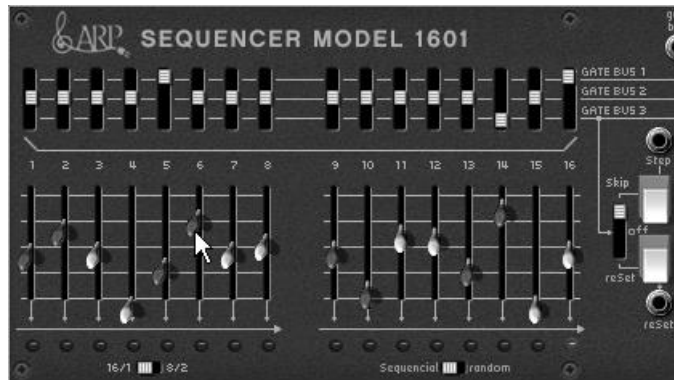 ARP SEQUENCER MODEL 1601
GATE BUS 1
GATE BUS 2
GATE BUS 3
1 2 3 4 5 6 7 8 9 10 11 12 13 14 15 16
Step
Skip
off
reSet
reSet
16/1 8/2
Sequencial random